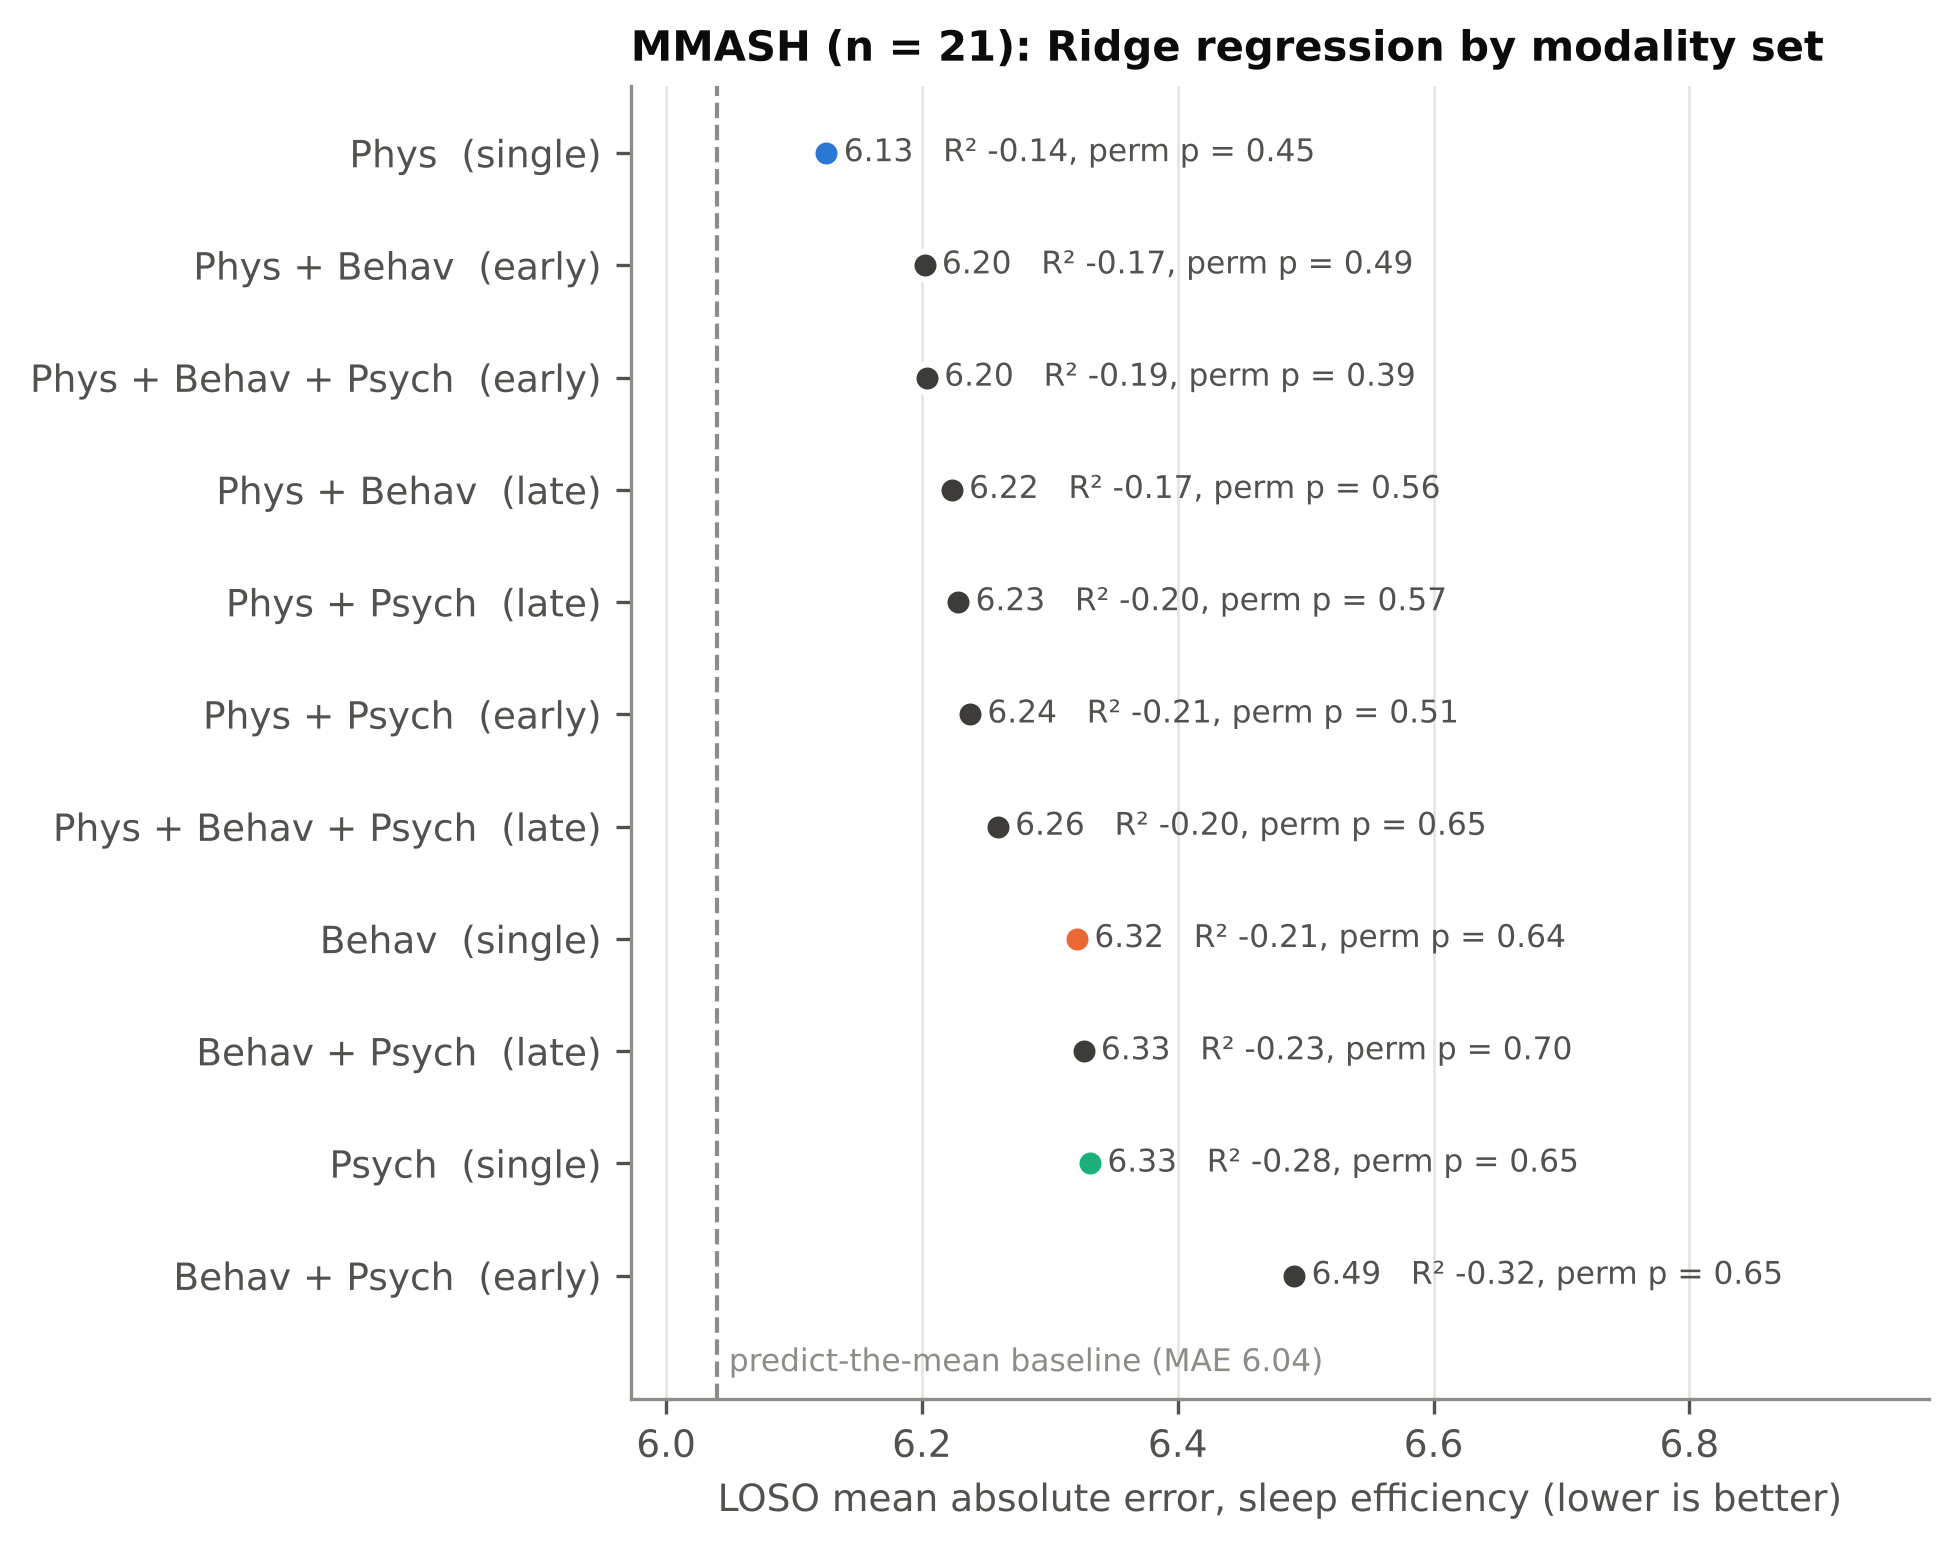 MMASH (n = 21): Ridge regression by modality set
Phys (single) 6.13 R² -0.14, perm p = 0.45
Phys + Behav (early) 6.20 R² -0.17, perm p = 0.49
Phys + Behav + Psych (early) 6.20 R² -0.19, perm p = 0.39
Phys + Behav (late) 6.22 R² -0.17, perm p = 0.56
Phys + Psych (late) 6.23 R² -0.20, perm p = 0.57
Phys + Psych (early) 6.24 R² -0.21, perm p = 0.51
Phys + Behav + Psych (late) 6.26 R² -0.20, perm p = 0.65
Behav (single) 6.32 R² -0.21, perm p = 0.64
Behav + Psych (late) 6.33 R² -0.23, perm p = 0.70
Psych (single) 6.33 R² -0.28, perm p = 0.65
Behav + Psych (early) 6.49 R² -0.32, perm p = 0.65
predict-the-mean baseline (MAE 6.04)
6.0 6.2 6.4 6.6 6.8
LOSO mean absolute error, sleep efficiency (lower is better)